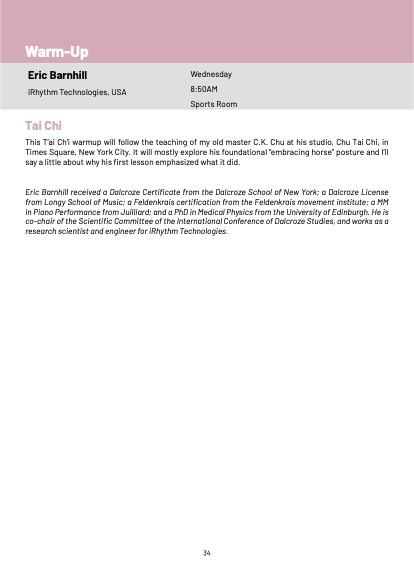 Warm-Up
Eric Barnhill
iRhythm Technologies, USA
Wednesday
8:50AM
Sports Room
Tai Chi
This T'ai Ch'i warmup will follow the teaching of my old master C.K. Chu at his studio, Chu Tai Chi, in
Times Square, New York City. It will mostly explore his foundational "embracing horse" posture and I'll
say a little about why his first lesson emphasized what it did.
Eric Barnhill received a Dalcroze Certificate from the Dalcroze School of New York; a Dalcroze License
from Longy School of Music; a Feldenkrais certification from the Feldenkrais movement institute; a MM
in Piano Performance from Juilliard; and a PhD in Medical Physics from the University of Edinburgh. He is
co-chair of the Scientific Committee of the International Conference of Dalcroze Studies, and works as a
research scientist and engineer for iRhythm Technologies.
34